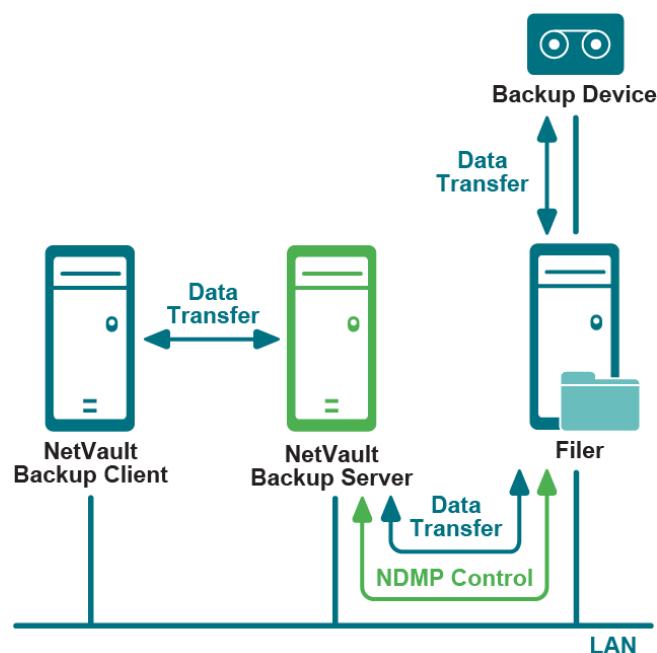 Backup Device
Data
Transfer
Data
Transfer
NetVault
Backup Client
NetVault
Backup Server
Filer
Data
Transfer
NDMP Control
LAN